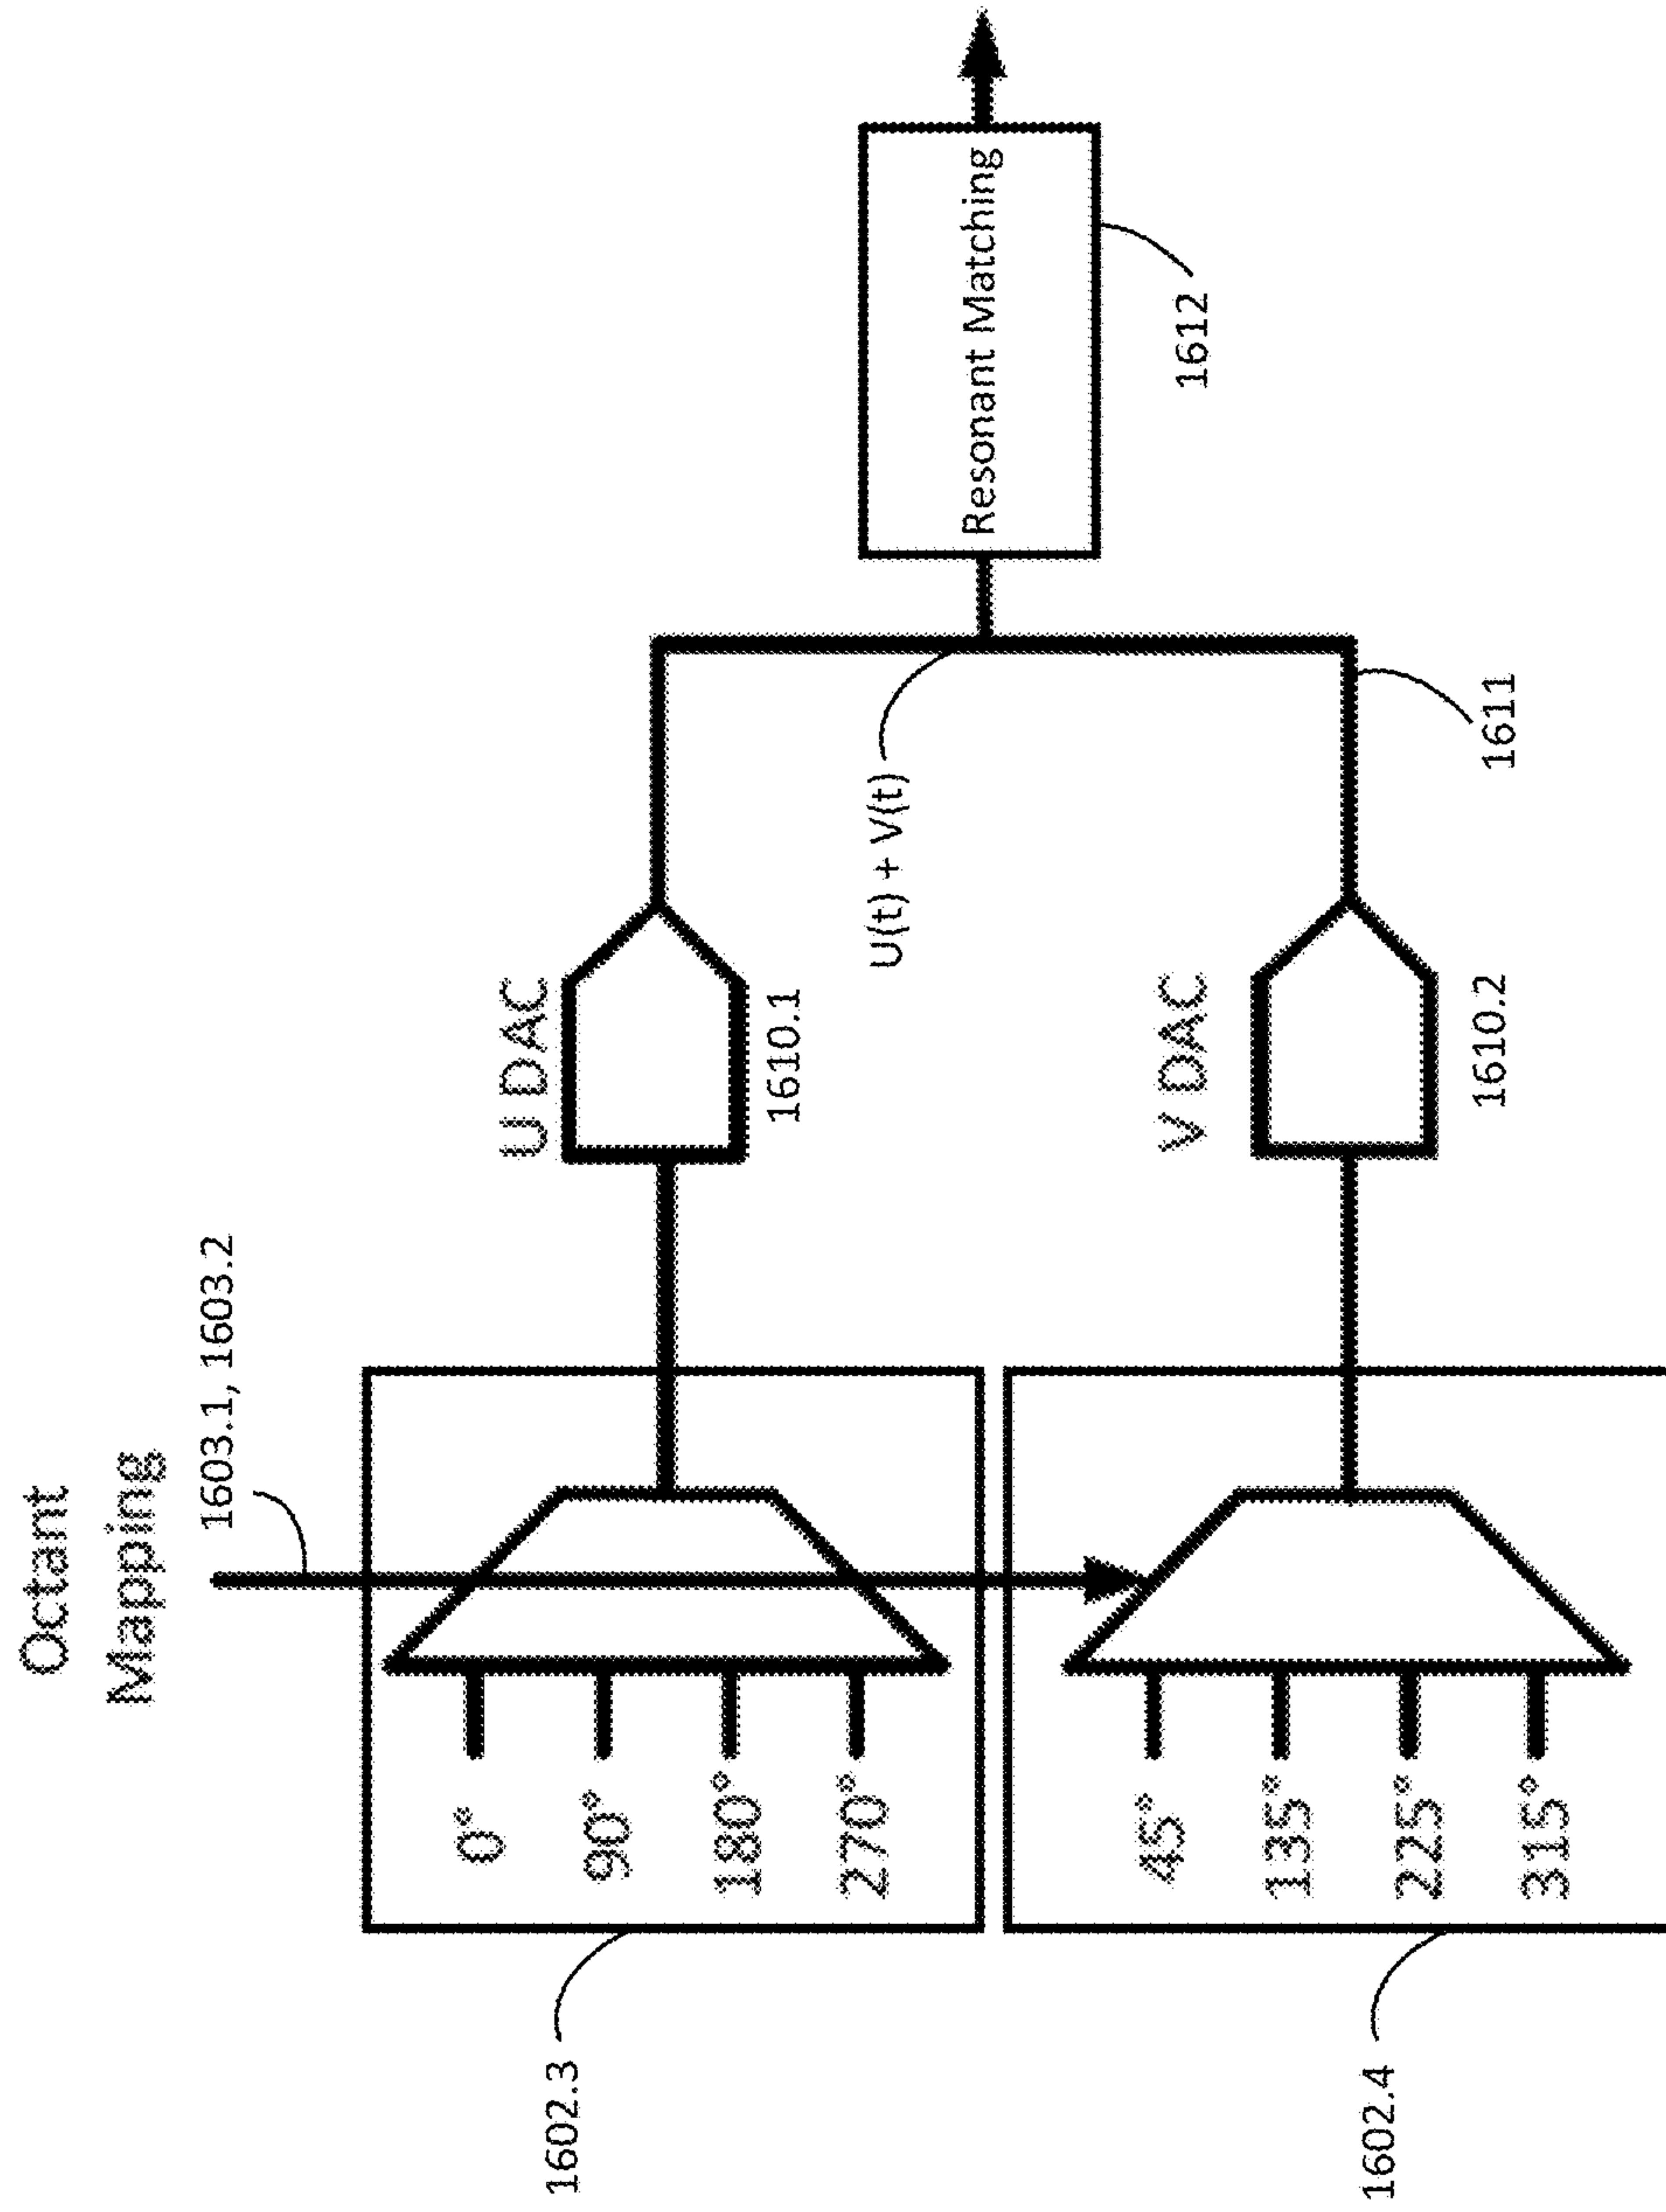 Octant
Mapping
1603.1, 1603.2
1602.3
0°
90°
180°
270°
U DAC
1610.1
U(t) + V(t)
Resonant Matching
1612
1602.4
45°
135°
225°
315°
V DAC
1610.2
1611